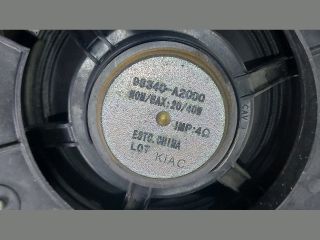 96340-A2000
NOM/MAX:20/40W
IMP:4Ω
ESTC.CHINA
LOT KIAC